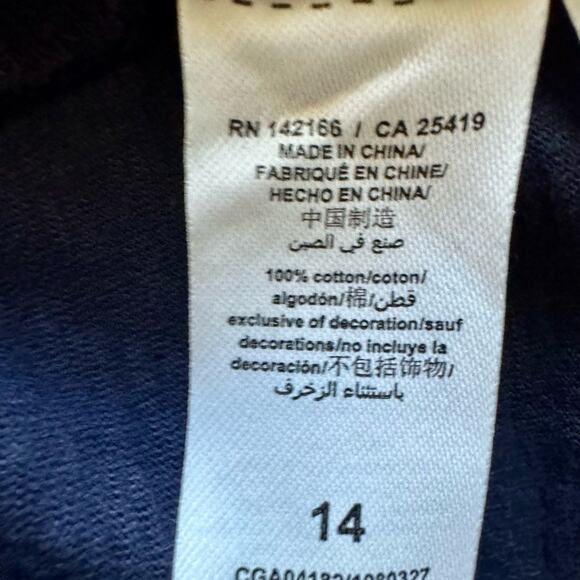 RN 142166 / CA 25419
MADE IN CHINA/
FABRIQUÉ EN CHINE/
HECHO EN CHINA/
中国制造
صنع في الصين
100% cotton/coton/
algodón/棉/قطن/
exclusive of decoration/sauf
decorations/no incluye la
decoración/不包括饰物/
باستثناء الزخرف
14